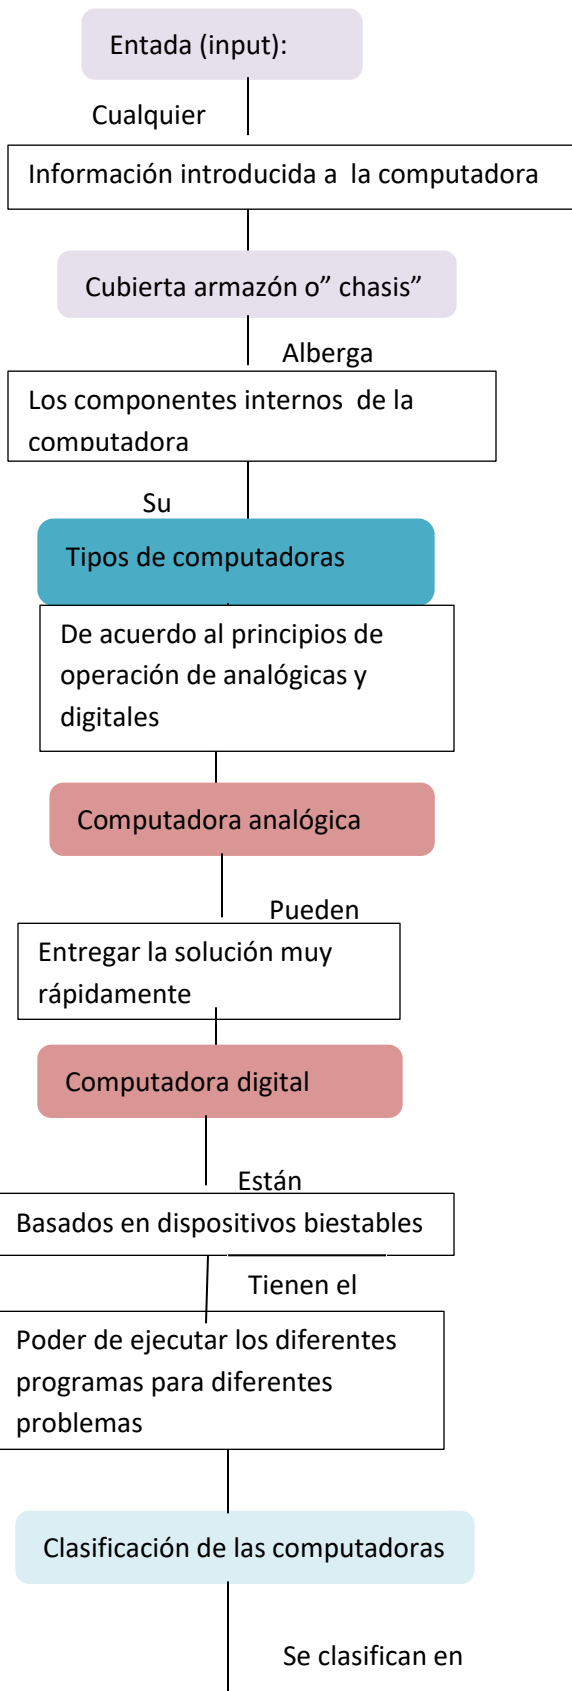 Entada (input):
Cualquier
Información introducida a  la computadora
Cubierta armazón o” chasis”
Alberga
Los componentes internos  de la
computadora
Su
Tipos de computadoras
De acuerdo al principios de
operación de analógicas y
digitales
Computadora analógica
Pueden
Entregar la solución muy
rápidamente
Computadora digital
Están
Basados en dispositivos biestables
Tienen el
Poder de ejecutar los diferentes
programas para diferentes
problemas
Clasificación de las computadoras
Se clasifican en